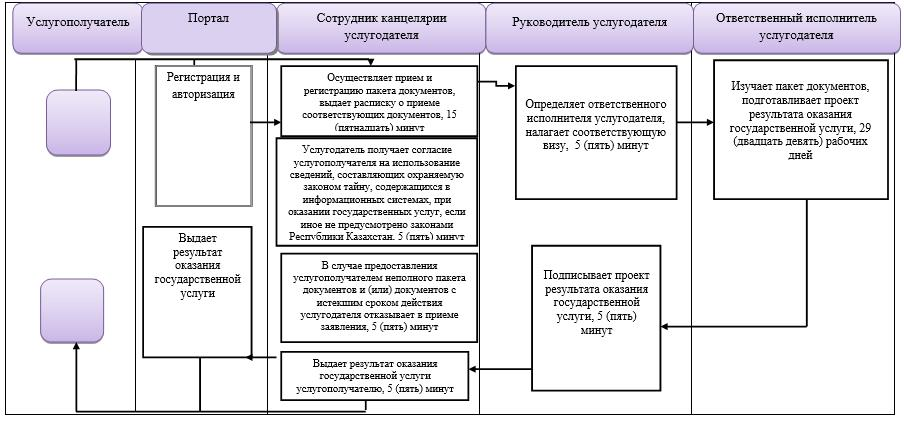 Услугополучатель
Портал
Сотрудник канцелярии
услугодателя
Руководитель услугодателя
Ответственный исполнитель
услугодателя
Регистрация и
авторизация
Осуществляет прием и
регистрацию пакета документов,
выдает расписку о приеме
соответствующих документов, 15
(пятнадцать) минут
Определяет ответственного
исполнителя услугодателя,
налагает соответствующую
визу, 5 (пять) минут
Изучает пакет документов,
подготавливает проект
результата оказания
государственной услуги, 29
(двадцать девять) рабочих
дней
Услугодатель получает согласие
услугополучателя на использование
сведений, составляющих охраняемую
законом тайну, содержащихся в
информационных системах, при
оказании государственных услуг, если
иное не предусмотрено законами
Республики Казахстан, 5 (пять) минут
Выдает
результат
оказания
государственной
услуги
В случае предоставления
услугополучателем неполного пакета
документов и (или) документов с
истекшим сроком действия
услугодателя отказывает в приеме
заявления, 5 (пять) минут
Подписывает проект
результата оказания
государственной
услуги, 5 (пять)
минут
Выдает результат оказания
государственной услуги
услугополучателю, 5 (пять) минут